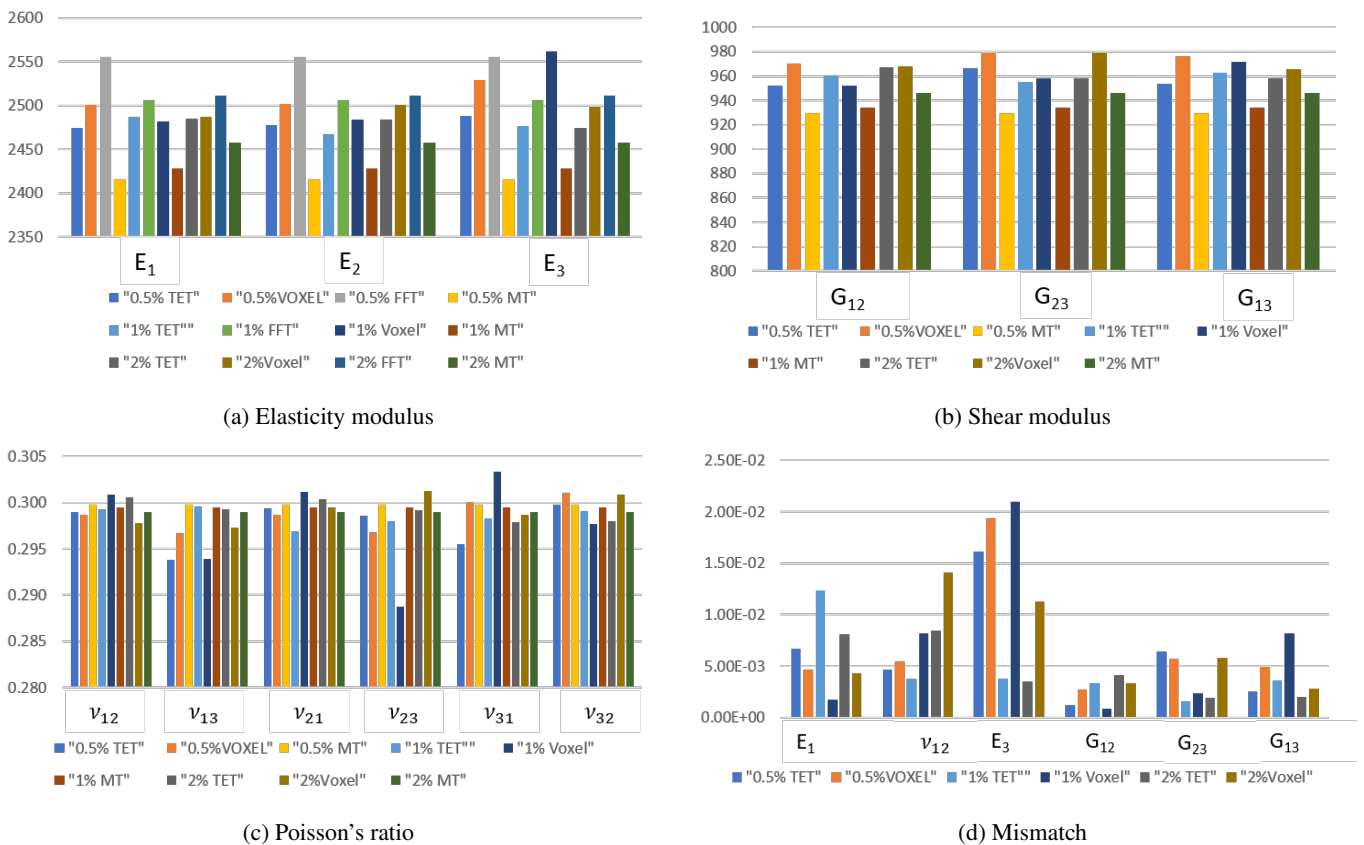 2600
2550
2500
2450
2400
2350
E1 E2 E3
"0.5% TET" "0.5%VOXEL" "0.5% FFT" "0.5% MT"
"1% TET"" "1% FFT" "1% Voxel" "1% MT"
"2% TET" "2%Voxel" "2% FFT" "2% MT"
(a) Elasticity modulus
1000
980
960
940
920
900
880
860
840
820
800
G12 G23 G13
"0.5% TET" "0.5%VOXEL" "0.5% MT" "1% TET"" "1% Voxel"
"1% MT" "2% TET" "2%Voxel" "2% MT"
(b) Shear modulus
0.305
0.300
0.295
0.290
0.285
0.280
ν12 ν13 ν21 ν23 ν31 ν32
"0.5% TET" "0.5%VOXEL" "0.5% MT" "1% TET"" "1% Voxel"
"1% MT" "2% TET" "2%Voxel" "2% MT"
(c) Poisson's ratio
2.50E-02
2.00E-02
1.50E-02
1.00E-02
5.00E-03
0.00E+00
E1 ν12 E3 G12 G23 G13
"0.5% TET" "0.5%VOXEL" "1% TET"" "1% Voxel" "2% TET" "2%Voxel"
(d) Mismatch